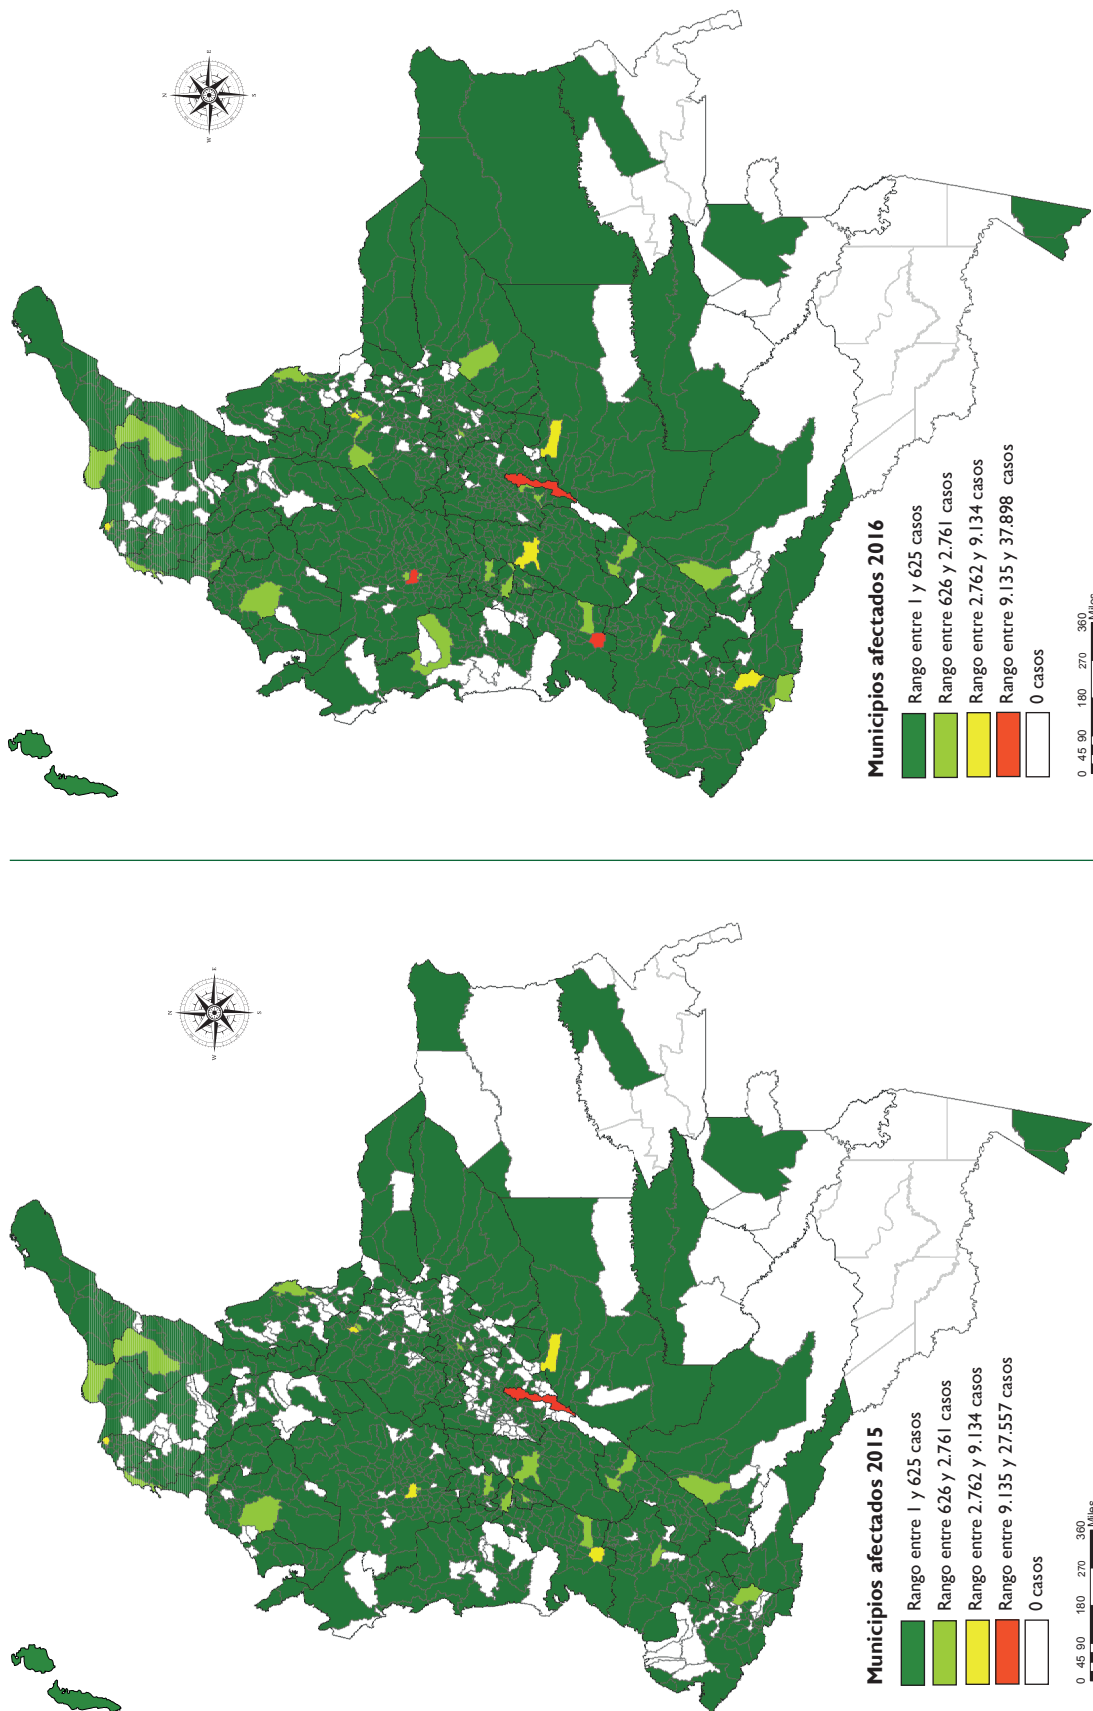 Municipios afectados 2015
Rango entre 1 y 625 casos
Rango entre 626 y 2.761 casos
Rango entre 2.762 y 9.134 casos
Rango entre 9.135 y 27.557 casos
0 casos
0 45 90 180 270 360
Miles
N
E
S
W
Municipios afectados 2016
Rango entre 1 y 625 casos
Rango entre 626 y 2.761 casos
Rango entre 2.762 y 9.134 casos
Rango entre 9.135 y 37.898 casos
0 casos
0 45 90 180 270 360
Miles
N
E
S
W